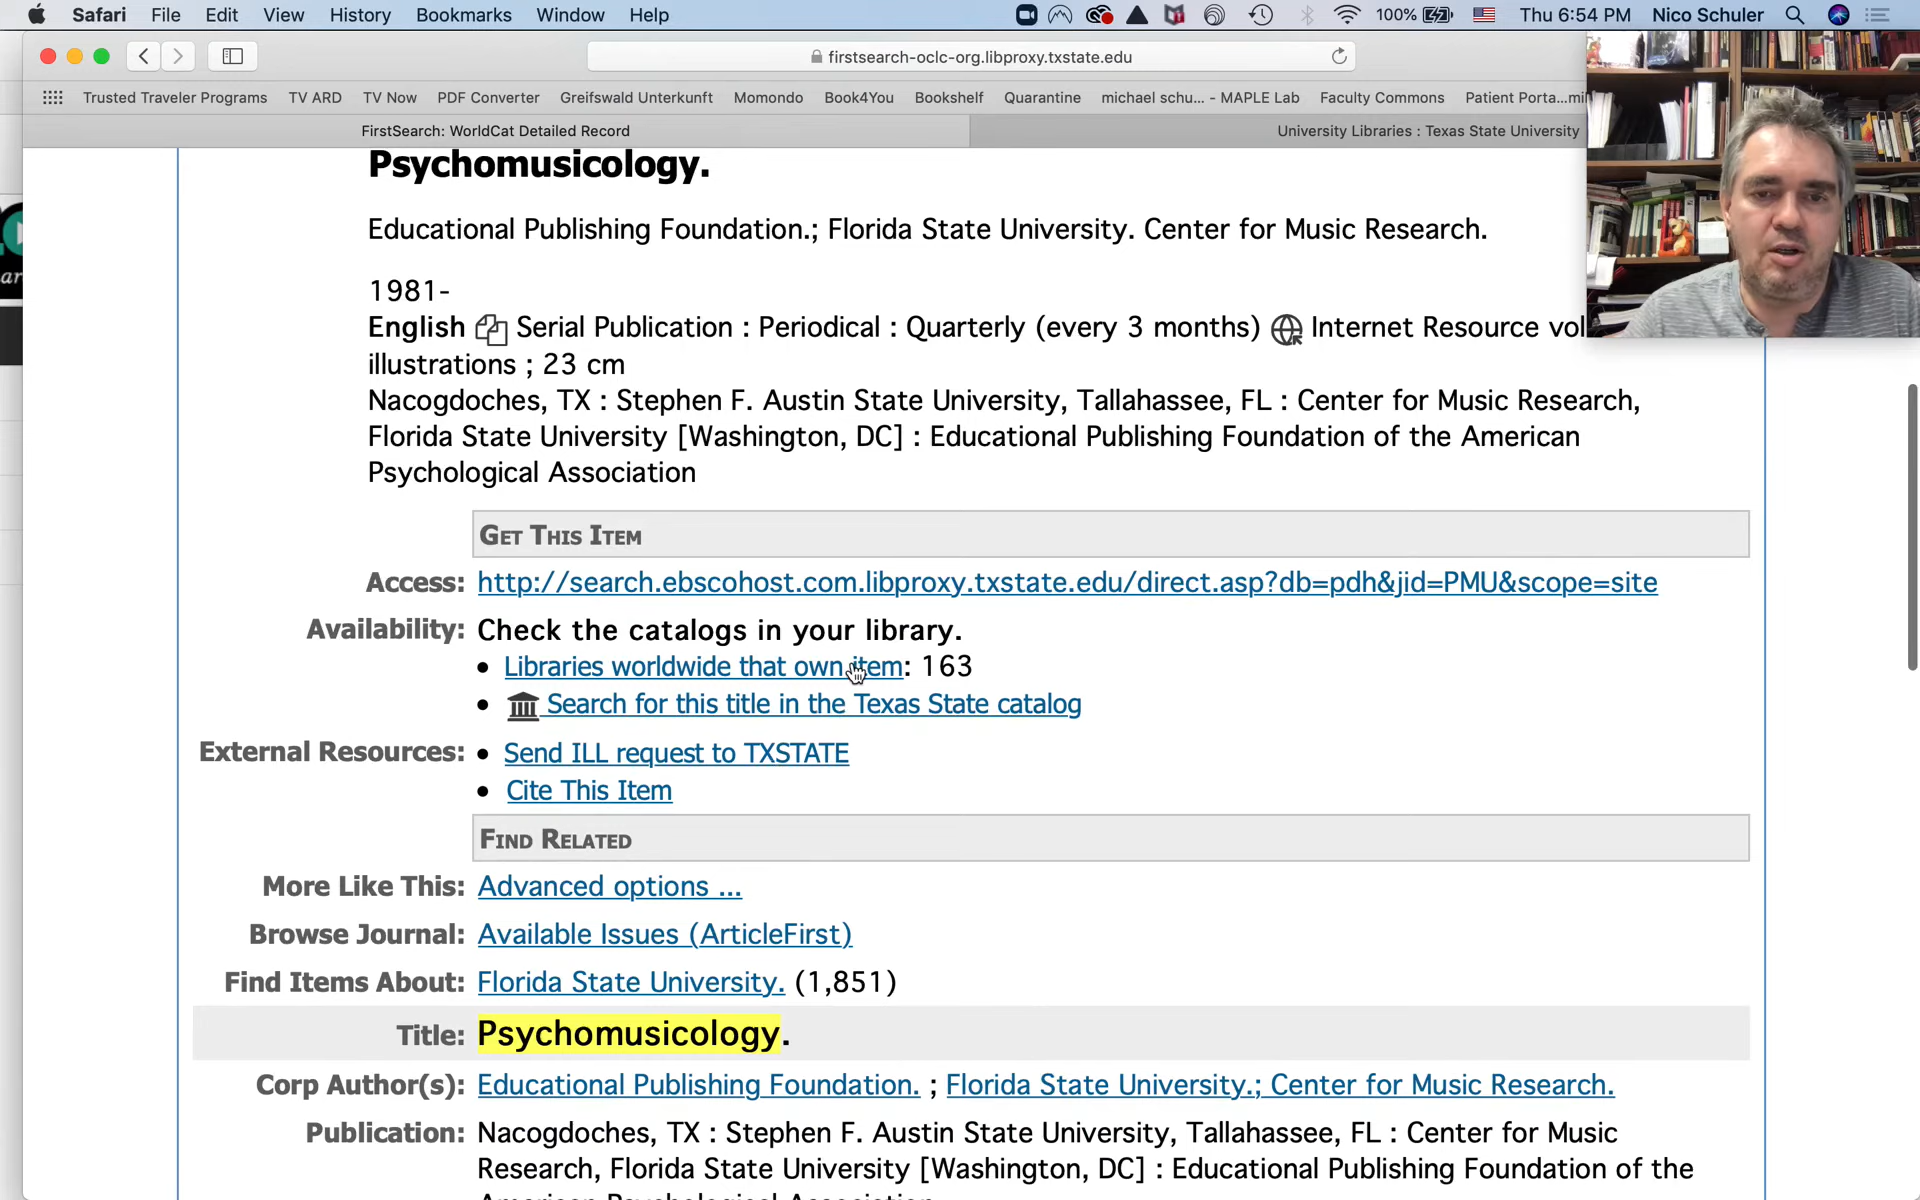 Safari File Edit View History Bookmarks Window Help 100% Thu 6:54 PM Nico Schuler
firstsearch-oclc-org.libproxy.txstate.edu
Trusted Traveler Programs TV ARD TV Now PDF Converter Greifswald Unterkunft Momondo Book4You Bookshelf Quarantine michael schu... - MAPLE Lab Faculty Commons Patient Porta...mi
FirstSearch: WorldCat Detailed Record University Libraries : Texas State University
Psychomusicology.
Educational Publishing Foundation.; Florida State University. Center for Music Research.
1981-
English Serial Publication : Periodical : Quarterly (every 3 months) Internet Resource vol
illustrations ; 23 cm
Nacogdoches, TX : Stephen F. Austin State University, Tallahassee, FL : Center for Music Research,
Florida State University [Washington, DC] : Educational Publishing Foundation of the American
Psychological Association
GET THIS ITEM
Access: http://search.ebscohost.com.libproxy.txstate.edu/direct.asp?db=pdh&jid=PMU&scope=site
Availability: Check the catalogs in your library.
• Libraries worldwide that own item: 163
• Search for this title in the Texas State catalog
External Resources: • Send ILL request to TXSTATE
• Cite This Item
FIND RELATED
More Like This: Advanced options ...
Browse Journal: Available Issues (ArticleFirst)
Find Items About: Florida State University. (1,851)
Title: Psychomusicology.
Corp Author(s): Educational Publishing Foundation. ; Florida State University.; Center for Music Research.
Publication: Nacogdoches, TX : Stephen F. Austin State University, Tallahassee, FL : Center for Music
Research, Florida State University [Washington, DC] : Educational Publishing Foundation of the
American Psychological Association